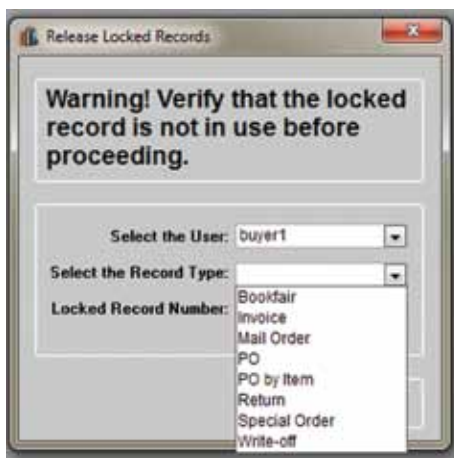 Release Locked Records
Warning! Verify that the locked
record is not in use before
proceeding.
Select the User: buyer1
Select the Record Type:
Locked Record Number:
Bookfair
Invoice
Mail Order
PO
PO by Item
Return
Special Order
Write-off